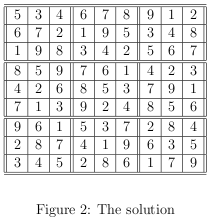 5 3 4 6 7 8 9 1 2
6 7 2 1 9 5 3 4 8
1 9 8 3 4 2 5 6 7
8 5 9 7 6 1 4 2 3
4 2 6 8 5 3 7 9 1
7 1 3 9 2 4 8 5 6
9 6 1 5 3 7 2 8 4
2 8 7 4 1 9 6 3 5
3 4 5 2 8 6 1 7 9
Figure 2: The solution